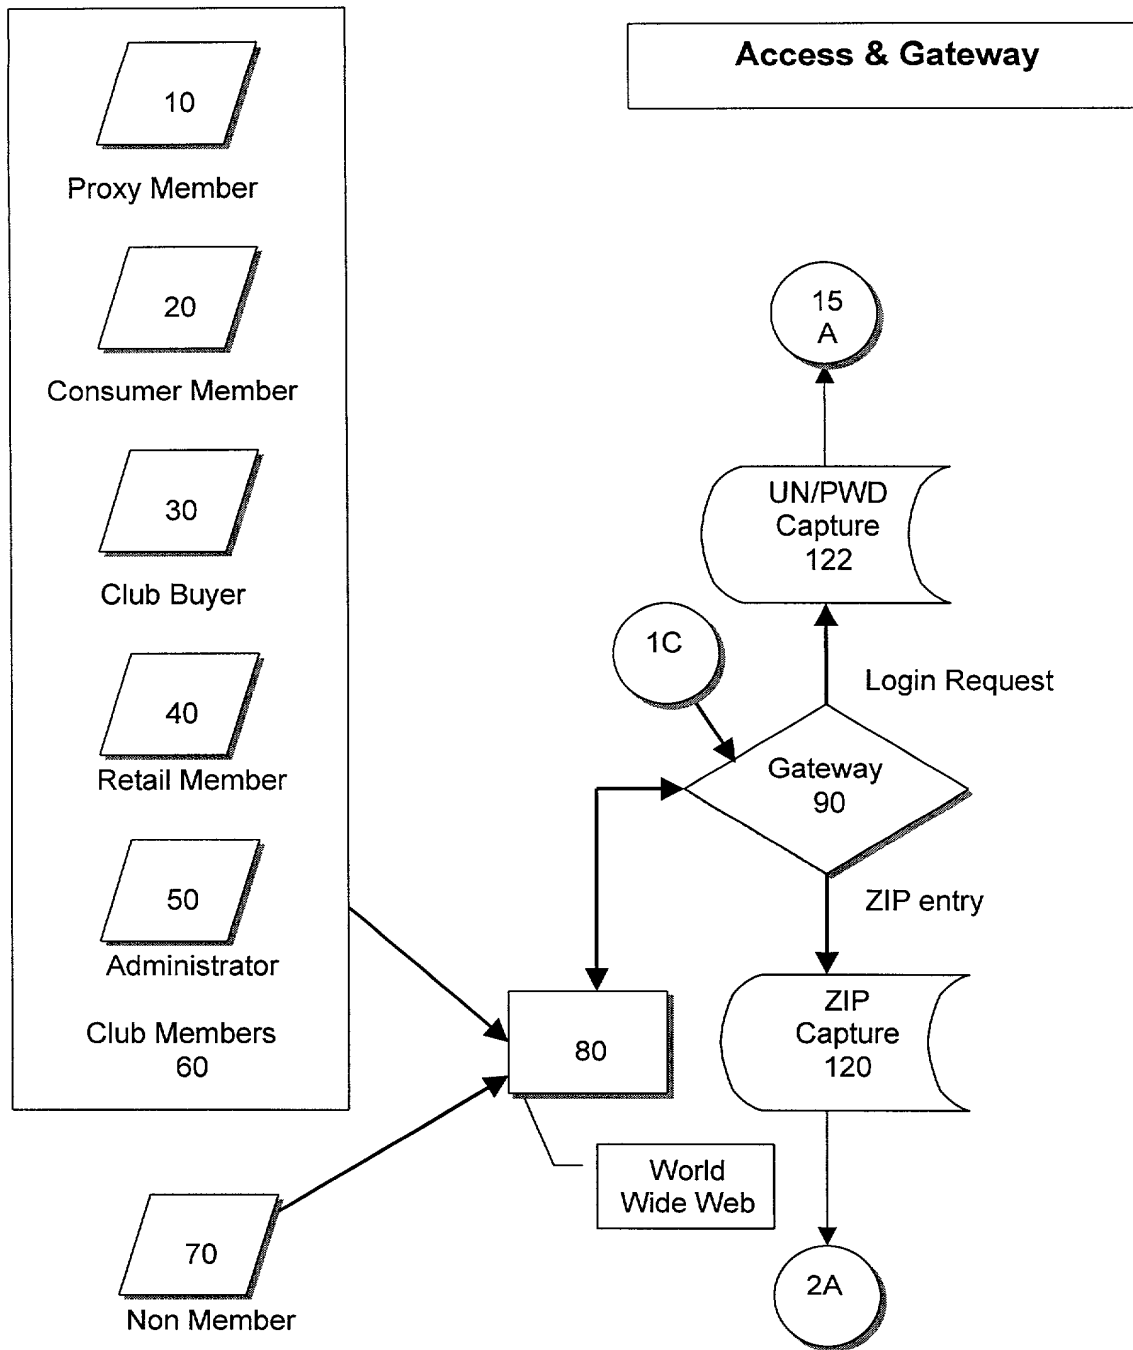 Access & Gateway
10
Proxy Member
20
Consumer Member
30
Club Buyer
40
Retail Member
50
Administrator
Club Members
60
70
Non Member
80
World
Wide Web
15
A
UN/PWD
Capture
122
1C
Login Request
Gateway
90
ZIP entry
ZIP
Capture
120
2A